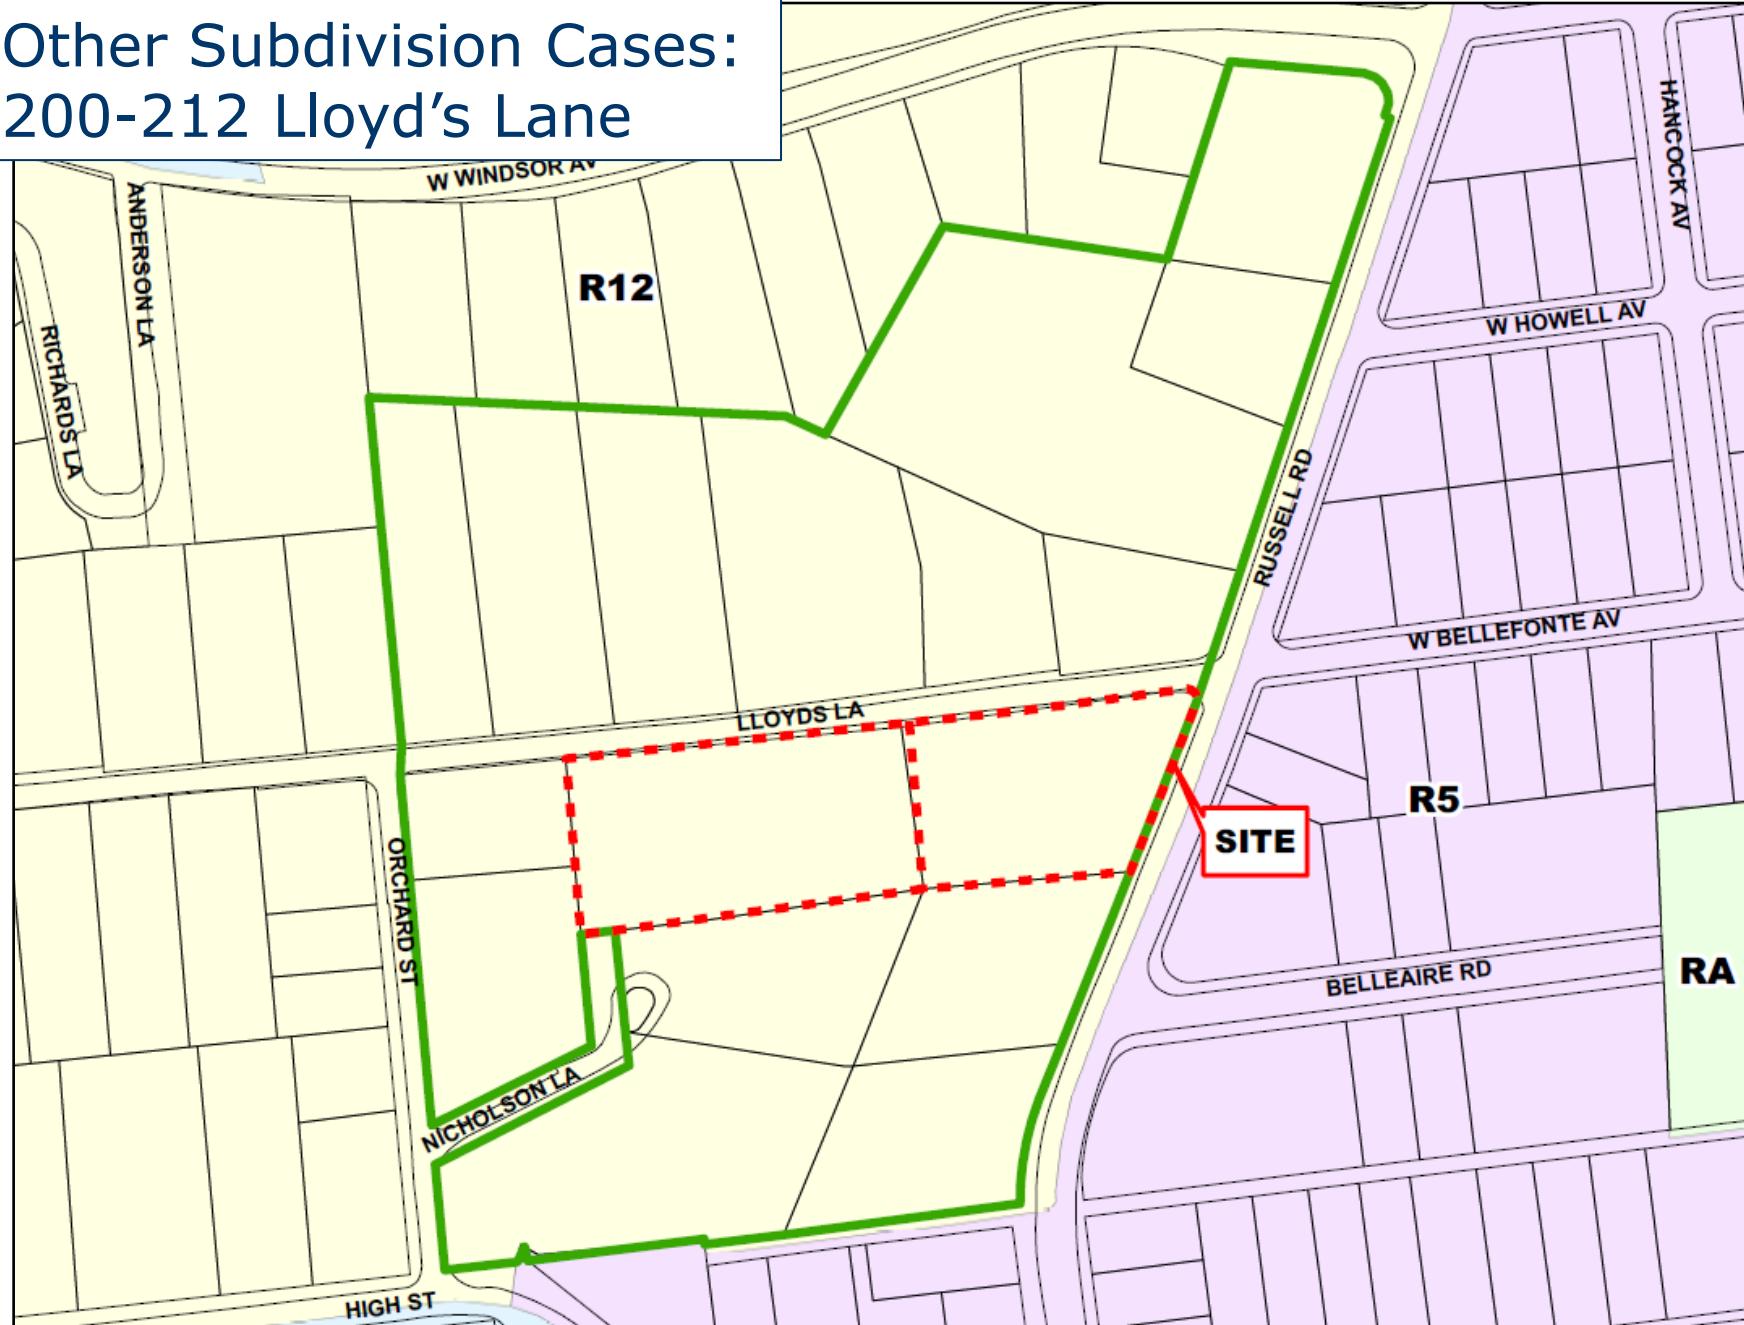 Other Subdivision Cases:
200-212 Lloyd’s Lane
W WINDSOR AV
ANDERSON LA
RICHARDS LA
R12
HANCOCK AV
W HOWELL AV
RUSSELL RD
W BELLEFONTE AV
LLOYDS LA
R5
SITE
ORCHARD ST
RA
BELLEAIRE RD
NICHOLSON LA
HIGH ST